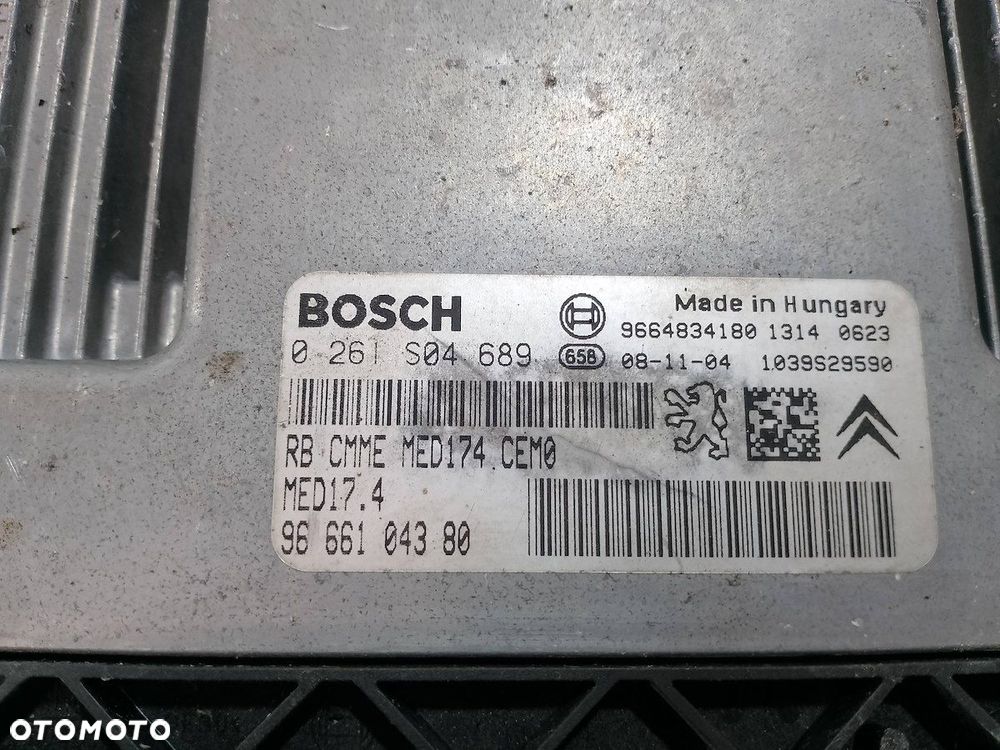 BOSCH
Made in Hungary
9664834180 1314 0623
0 261 S04 689
658
08-11-04 1039S29590
RB CMME MED174 CEM0
MED17.4
96 661 043 80
OTOMOTO